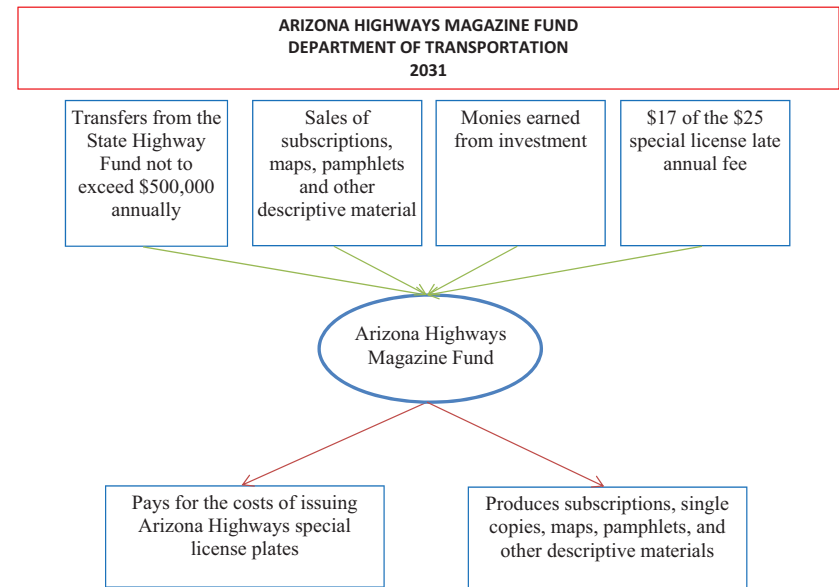 ARIZONA HIGHWAYS MAGAZINE FUND
DEPARTMENT OF TRANSPORTATION
2031
Transfers from the
State Highway
Fund not to
exceed $500,000
annually
Sales of
subscriptions,
maps, pamphlets
and other
descriptive material
Monies earned
from investment
$17 of the $25
special license late
annual fee
Arizona Highways
Magazine Fund
Pays for the costs of issuing
Arizona Highways special
license plates
Produces subscriptions, single
copies, maps, pamphlets, and
other descriptive materials